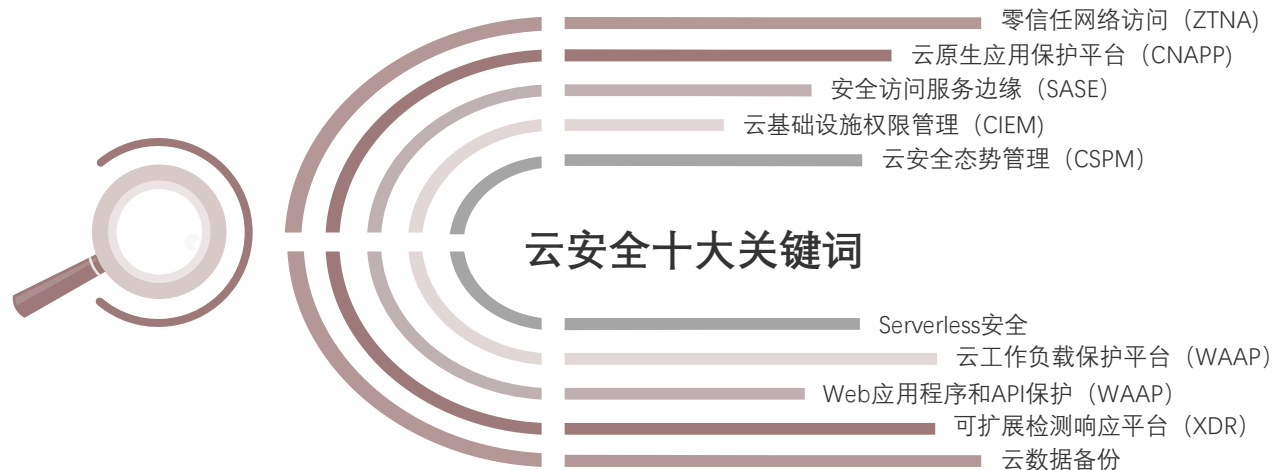 零信任网络访问（ZTNA)
云原生应用保护平台（CNAPP)
安全访问服务边缘（SASE）
云基础设施权限管理（CIEM)
云安全态势管理（CSPM）
云安全十大关键词
Serverless安全
云工作负载保护平台（WAAP）
Web应用程序和API保护（WAAP）
可扩展检测响应平台（XDR）
云数据备份